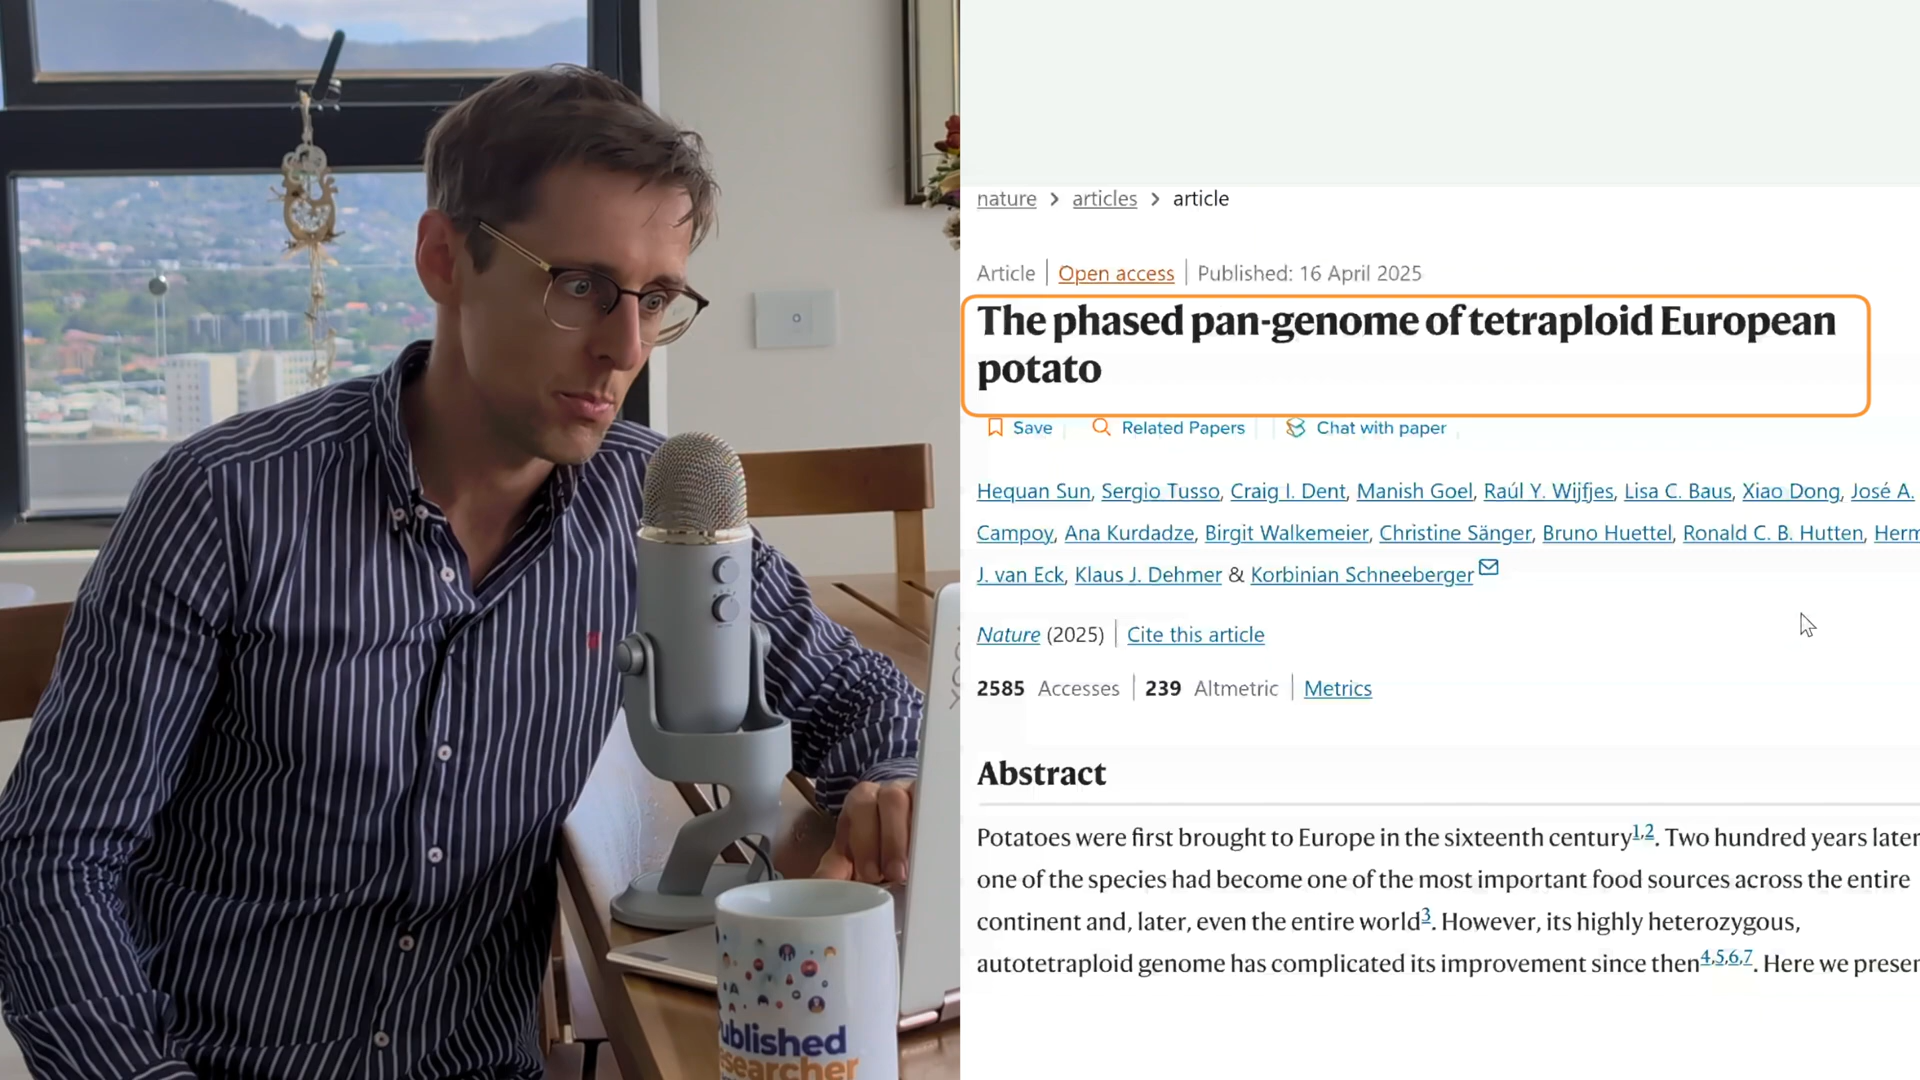 nature > articles > article
Article | Open access | Published: 16 April 2025
The phased pan-genome of tetraploid European
potato
Save Related Papers Chat with paper
Hequan Sun, Sergio Tusso, Craig I. Dent, Manish Goel, Raúl Y. Wijfjes, Lisa C. Baus, Xiao Dong, José A.
Campoy, Ana Kurdadze, Birgit Walkemeier, Christine Sänger, Bruno Huettel, Ronald C. B. Hutten, Herm
J. van Eck, Klaus J. Dehmer & Korbinian Schneeberger
Nature (2025) | Cite this article
2585 Accesses | 239 Altmetric | Metrics
Abstract
Potatoes were first brought to Europe in the sixteenth century1,2. Two hundred years later
one of the species had become one of the most important food sources across the entire
continent and, later, even the entire world3. However, its highly heterozygous,
autotetraploid genome has complicated its improvement since then4,5,6,7. Here we presen
ublished
searcher